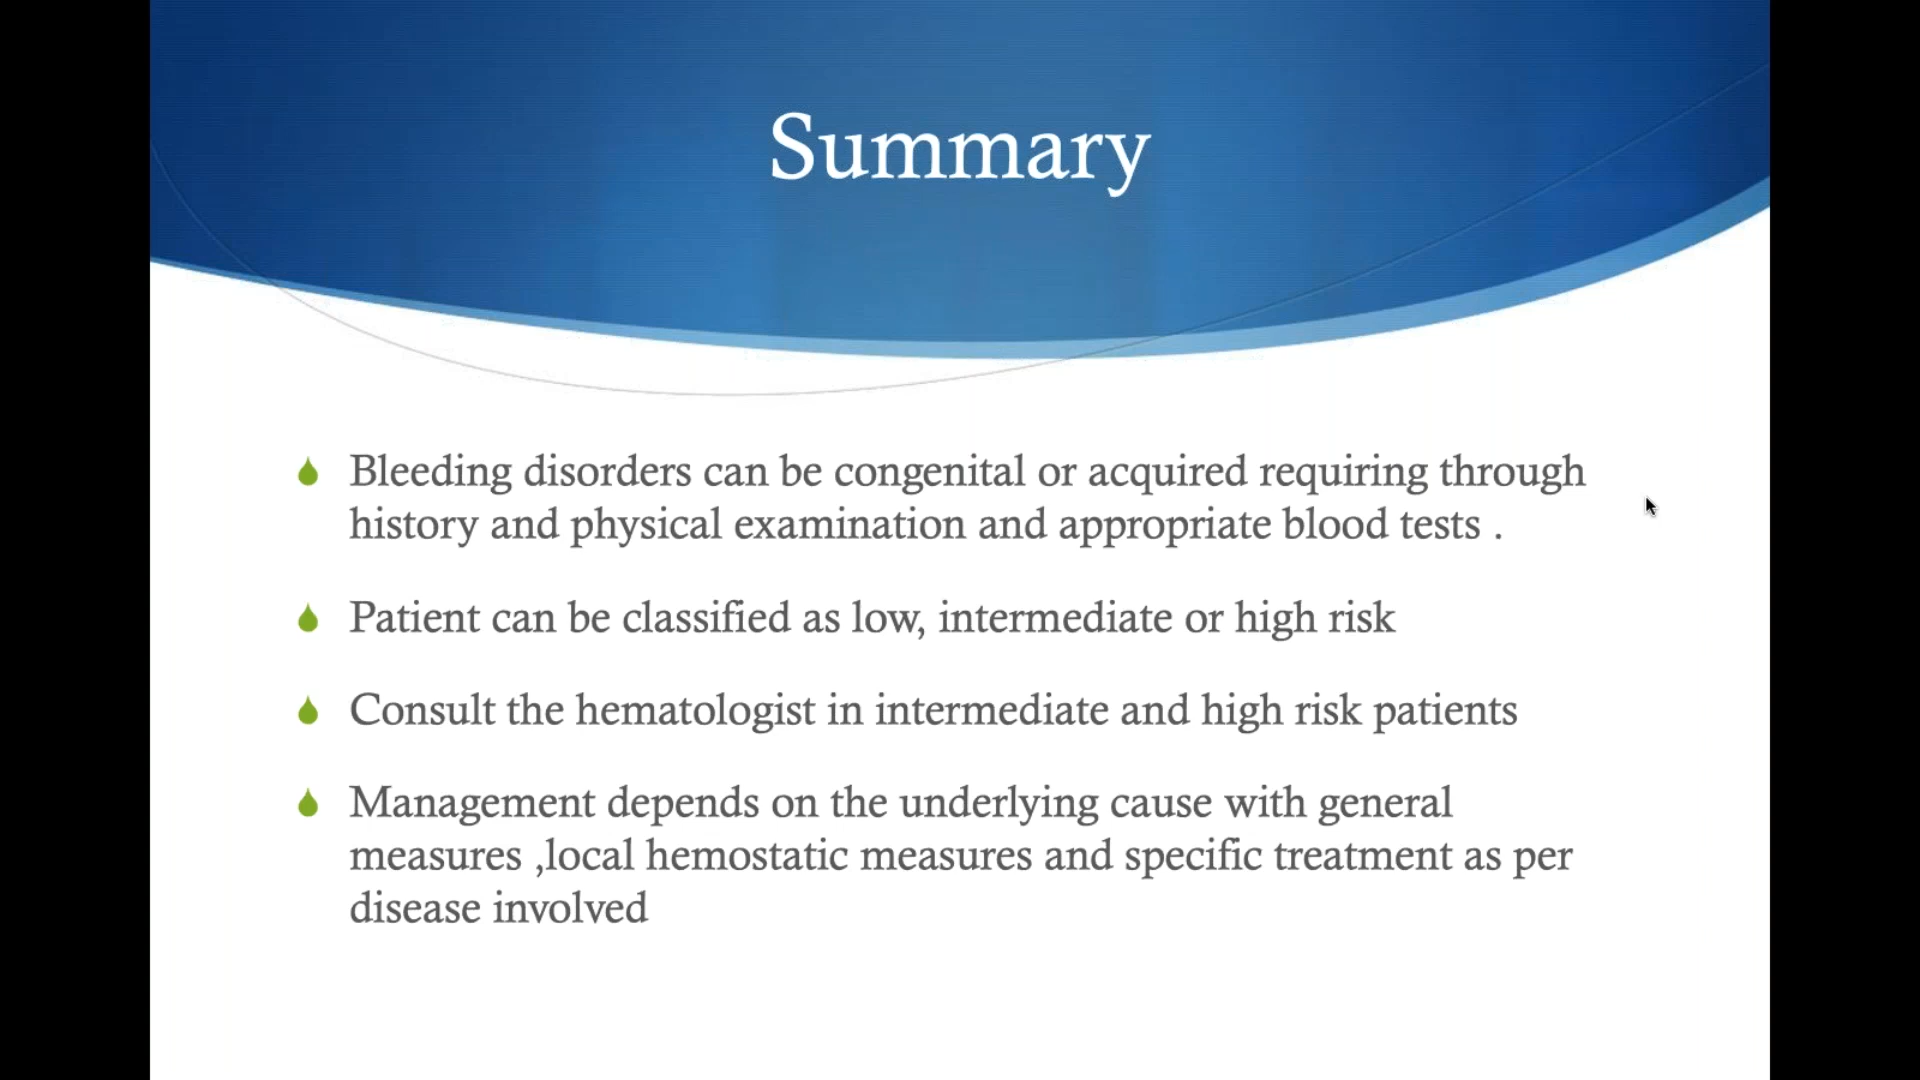 Summary
Bleeding disorders can be congenital or acquired requiring through
history and physical examination and appropriate blood tests .
Patient can be classified as low, intermediate or high risk
Consult the hematologist in intermediate and high risk patients
Management depends on the underlying cause with general
measures ,local hemostatic measures and specific treatment as per
disease involved